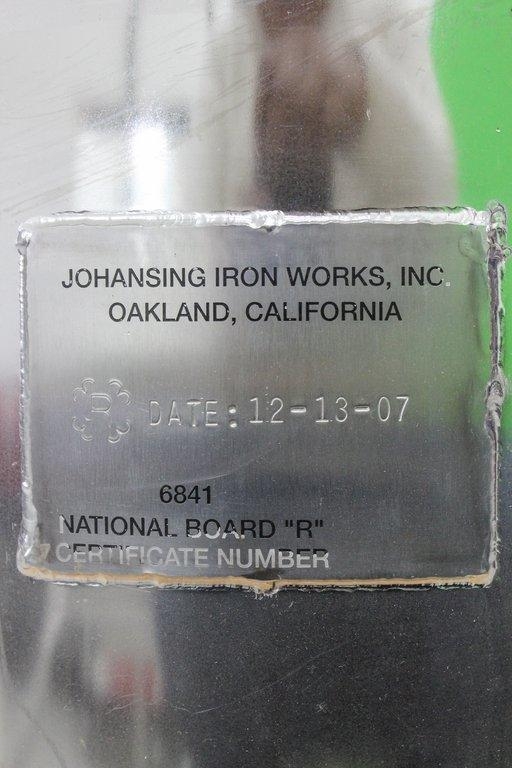 JOHANSING IRON WORKS, INC.
OAKLAND, CALIFORNIA
R DATE:12-13-07
6841
NATIONAL BOARD "R"
CERTIFICATE NUMBER